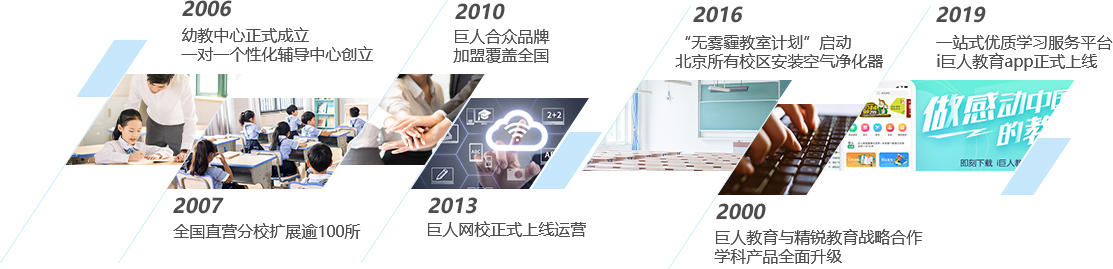 2006
幼教中心正式成立
一对一个性化辅导中心创立
2007
全国直营分校扩展逾100所
2010
巨人合众品牌
加盟覆盖全国
2013
巨人网校正式上线运营
2+2
ABC
2016
“无雾霾教室计划”启动
北京所有校区安装空气净化器
2000
巨人教育与精锐教育战略合作
学科产品全面升级
2019
一站式优质学习服务平台
i巨人教育app正式上线
做感动中国
的教
即刻下载 i巨人教